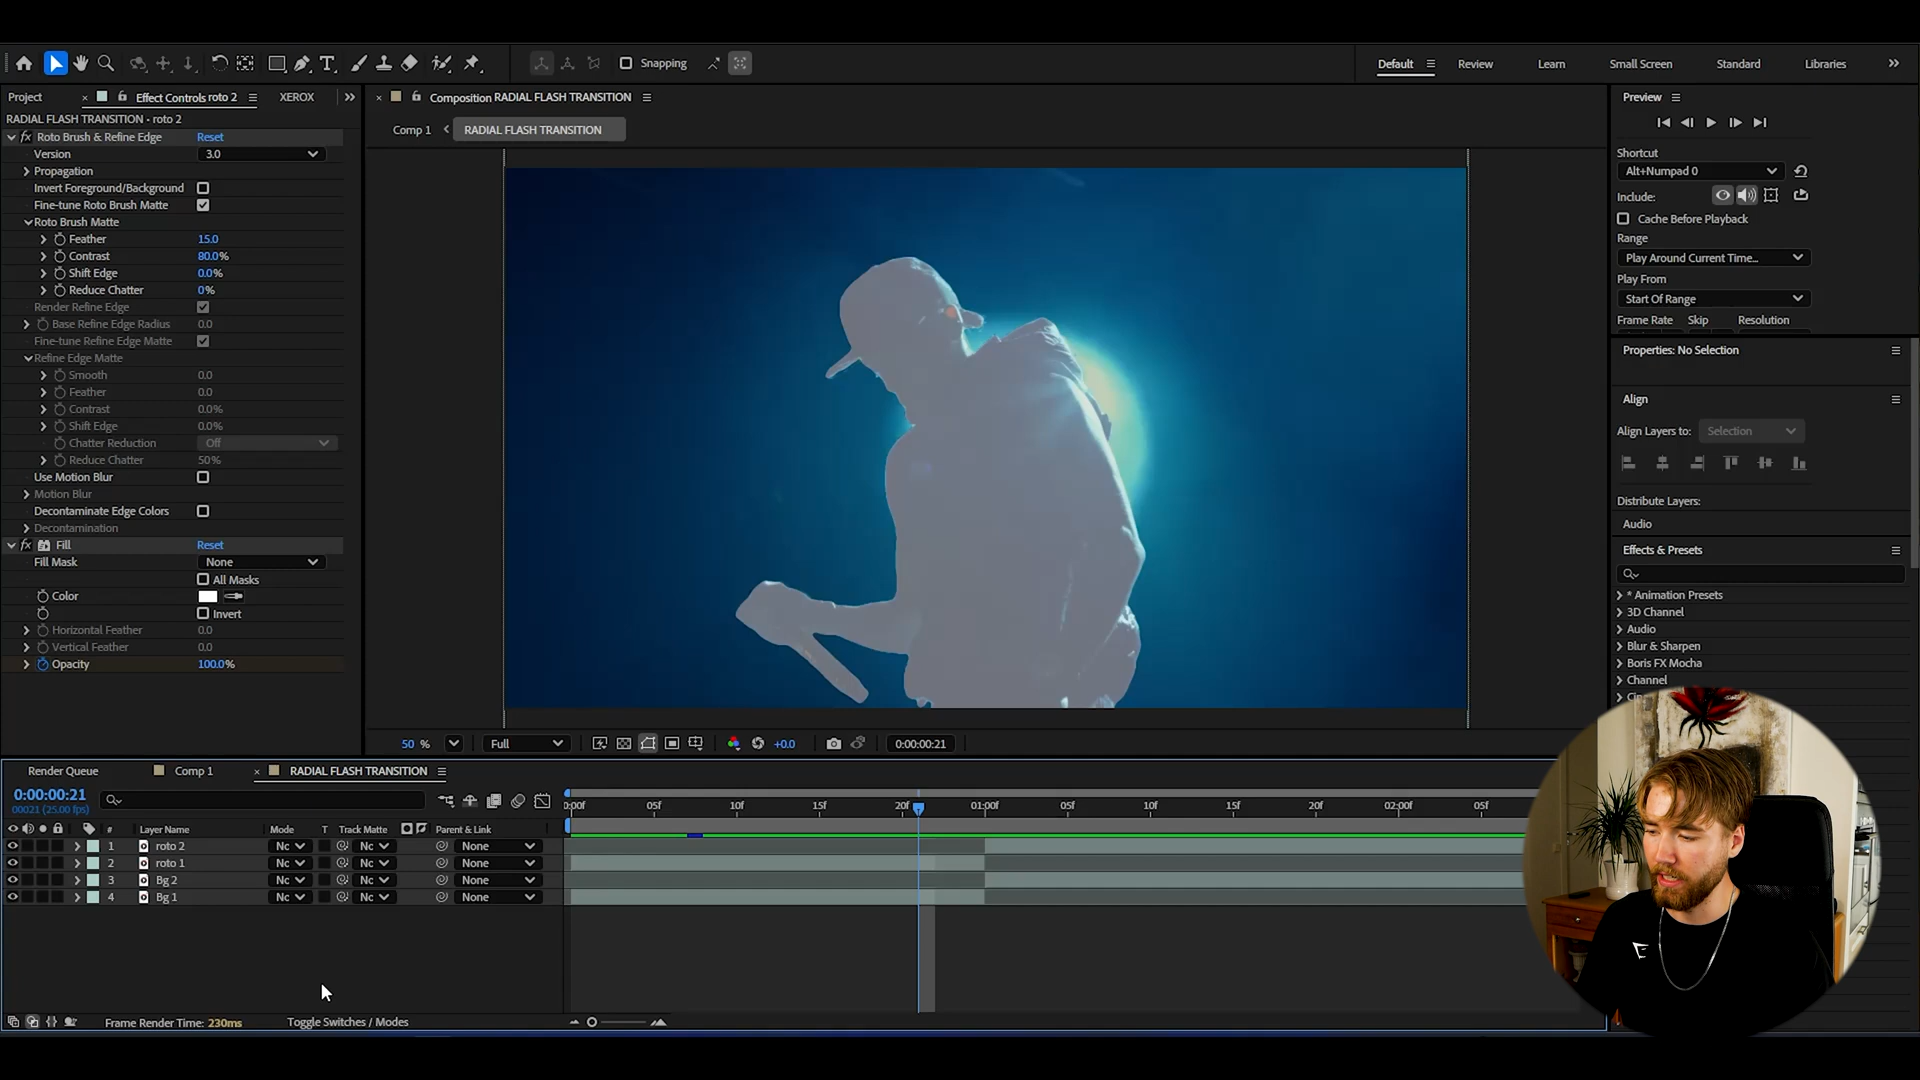 Snapping
Default
Review
Learn
Small Screen
Standard
Libraries
Project
Effect Controls roto 2
XEROX
RADIAL FLASH TRANSITION • roto 2
fx Roto Brush & Refine Edge Reset
Version 3.0
Propagation
Invert Foreground/Background
Fine-tune Roto Brush Matte
Roto Brush Matte
Feather 15.0
Contrast 80.0%
Shift Edge 0.0%
Reduce Chatter 0%
Render Refine Edge
Base Refine Edge Radius 0.0
Fine-tune Refine Edge Matte
Refine Edge Matte
Smooth 0.0
Feather 0.0
Contrast 0.0%
Shift Edge 0.0%
Chatter Reduction Off
Reduce Chatter 50%
Use Motion Blur
Motion Blur
Decontaminate Edge Colors
Decontamination
fx Fill Reset
Fill Mask None
All Masks
Color
Invert
Horizontal Feather 0.0
Vertical Feather 0.0
Opacity 100.0%
Composition RADIAL FLASH TRANSITION
Comp 1
RADIAL FLASH TRANSITION
50 %
Full
+0.0
0:00:00:21
Preview
Shortcut
Alt+Numpad 0
Include:
Cache Before Playback
Range
Play Around Current Time...
Play From
Start Of Range
Frame Rate Skip Resolution
Properties: No Selection
Align
Align Layers to: Selection
Distribute Layers:
Audio
Effects & Presets
* Animation Presets
3D Channel
Audio
Blur & Sharpen
Boris FX Mocha
Channel
Render Queue
Comp 1
RADIAL FLASH TRANSITION
0:00:00:21
00021 (25.00 fps)
0:00f 05f 10f 15f 20f 01:00f 05f 10f 15f 20f 02:00f 05f
# Layer Name Mode T Track Matte Parent & Link
1 roto 2 Nc Nc None
2 roto 1 Nc Nc None
3 Bg 2 Nc Nc None
4 Bg 1 Nc Nc None
Frame Render Time: 230ms
Toggle Switches / Modes